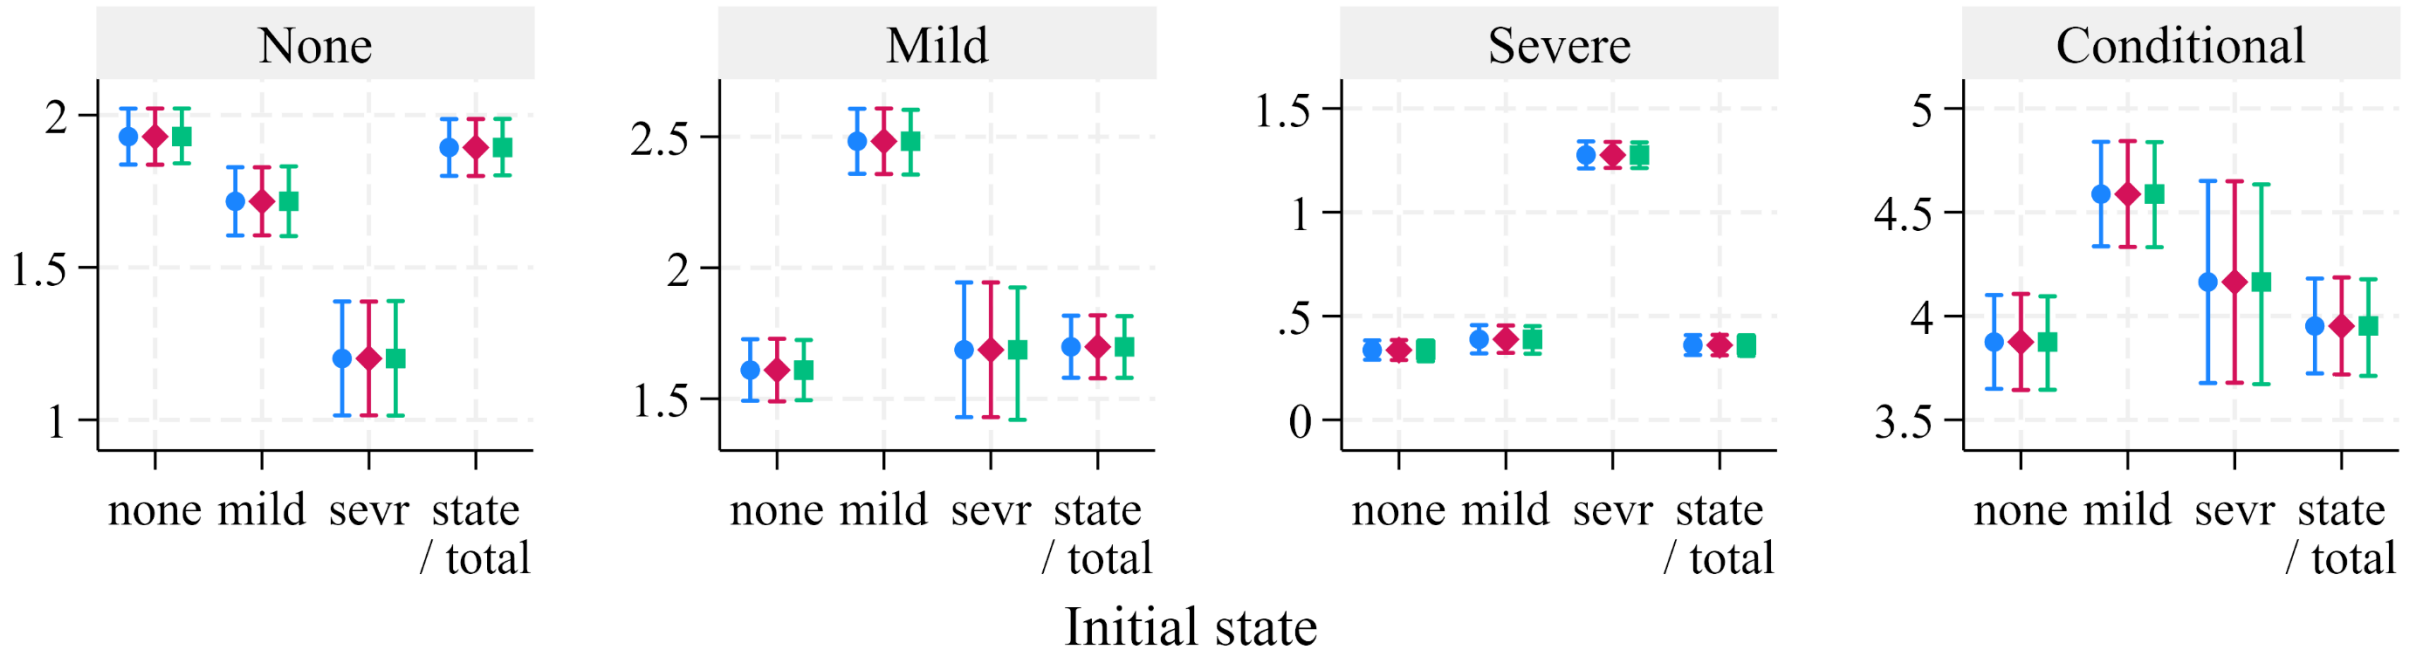 None
2
1.5
1
none mild sevr state
/ total
Mild
2.5
2
1.5
none mild sevr state
/ total
Severe
1.5
1
.5
0
none mild sevr state
/ total
Conditional
5
4.5
4
3.5
none mild sevr state
/ total
Initial state